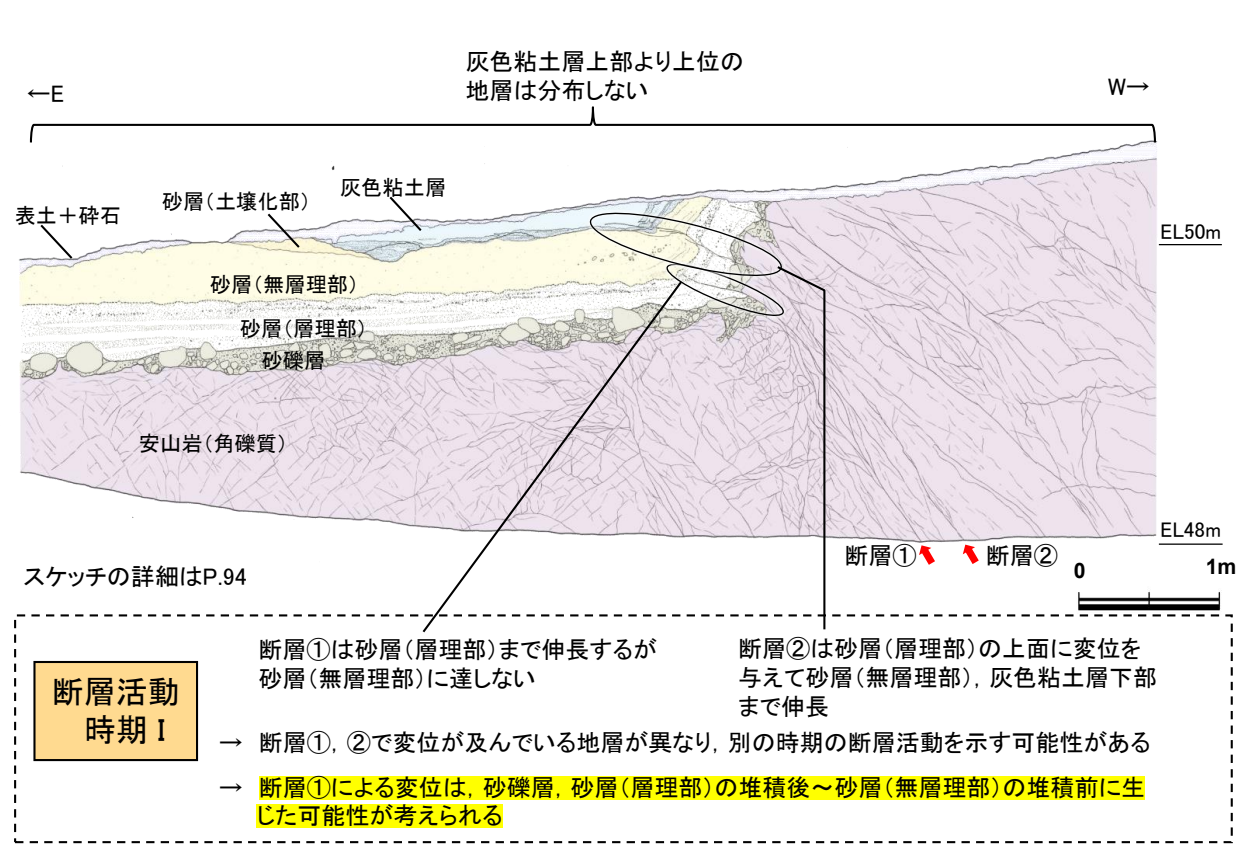 灰色粘土層上部より上位の
地層は分布しない
←E
W→
灰色粘土層
砂層(土壌化部)
表土＋砕石
EL50m
砂層(無層理部)
砂層(層理部)
砂礫層
安山岩(角礫質)
EL48m
断層①
断層②
0
1m
スケッチの詳細はP.94
断層①は砂層(層理部)まで伸長するが
砂層(無層理部)に達しない
断層②は砂層(層理部)の上面に変位を
与えて砂層(無層理部)，灰色粘土層下部
まで伸長
断層活動
時期Ⅰ
→ 断層①，②で変位が及んでいる地層が異なり，別の時期の断層活動を示す可能性がある
→ 断層①による変位は，砂礫層，砂層(層理部)の堆積後～砂層(無層理部)の堆積前に生
じた可能性が考えられる